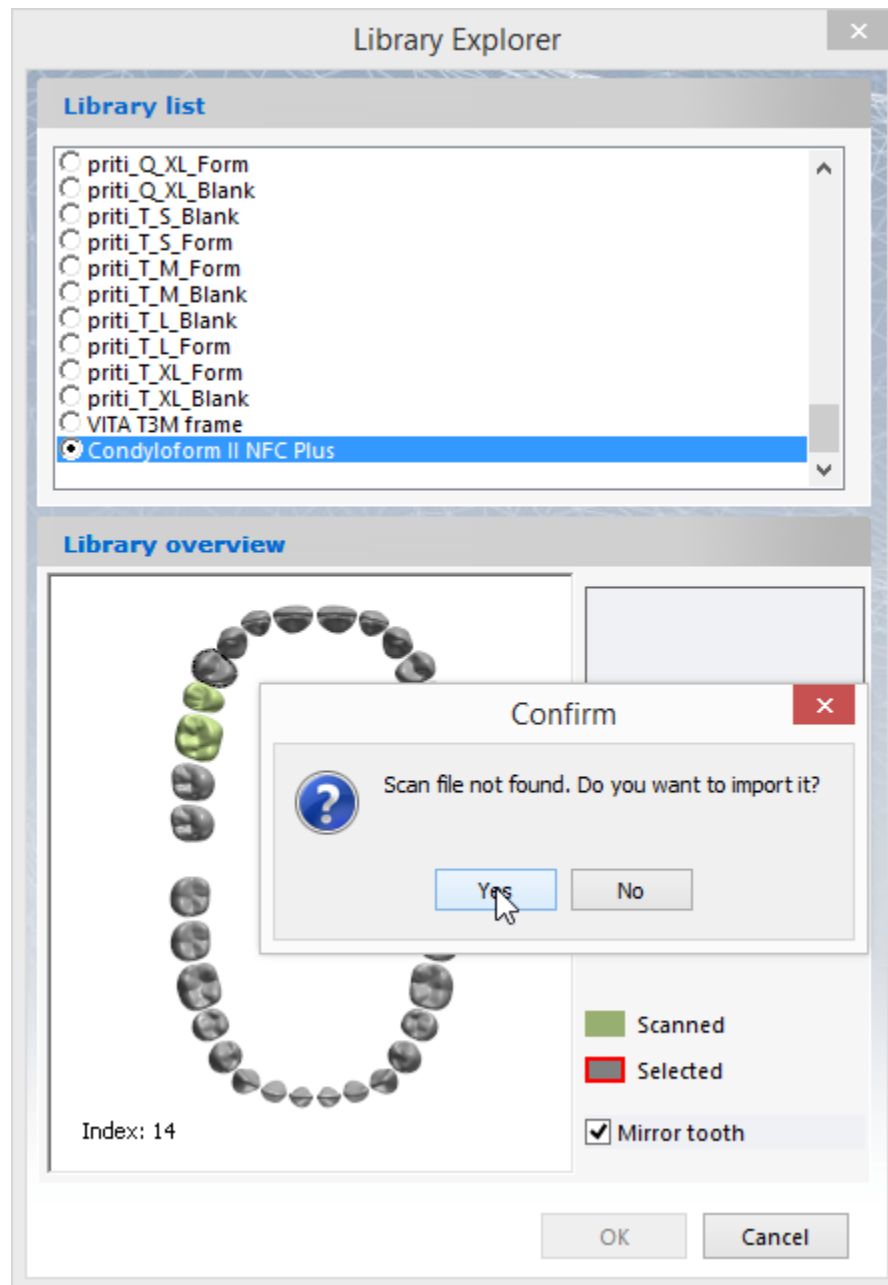 Library Explorer
Library list
priti_Q_XL_Form
priti_Q_XL_Blank
priti_T_S_Blank
priti_T_S_Form
priti_T_M_Form
priti_T_M_Blank
priti_T_L_Blank
priti_T_L_Form
priti_T_XL_Form
priti_T_XL_Blank
VITA T3M frame
Condyloform II NFC Plus
Library overview
Confirm
Scan file not found. Do you want to import it?
Yes
No
Scanned
Selected
Index: 14
Mirror tooth
OK
Cancel